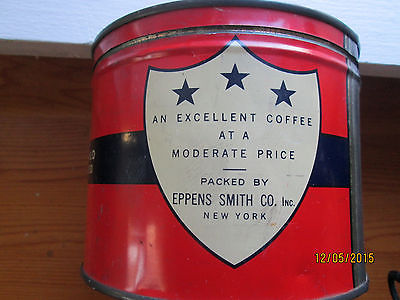 AN EXCELLENT COFFEE
AT A
MODERATE PRICE
PACKED BY
EPPENS SMITH CO. Inc.
NEW YORK
12/05/2015